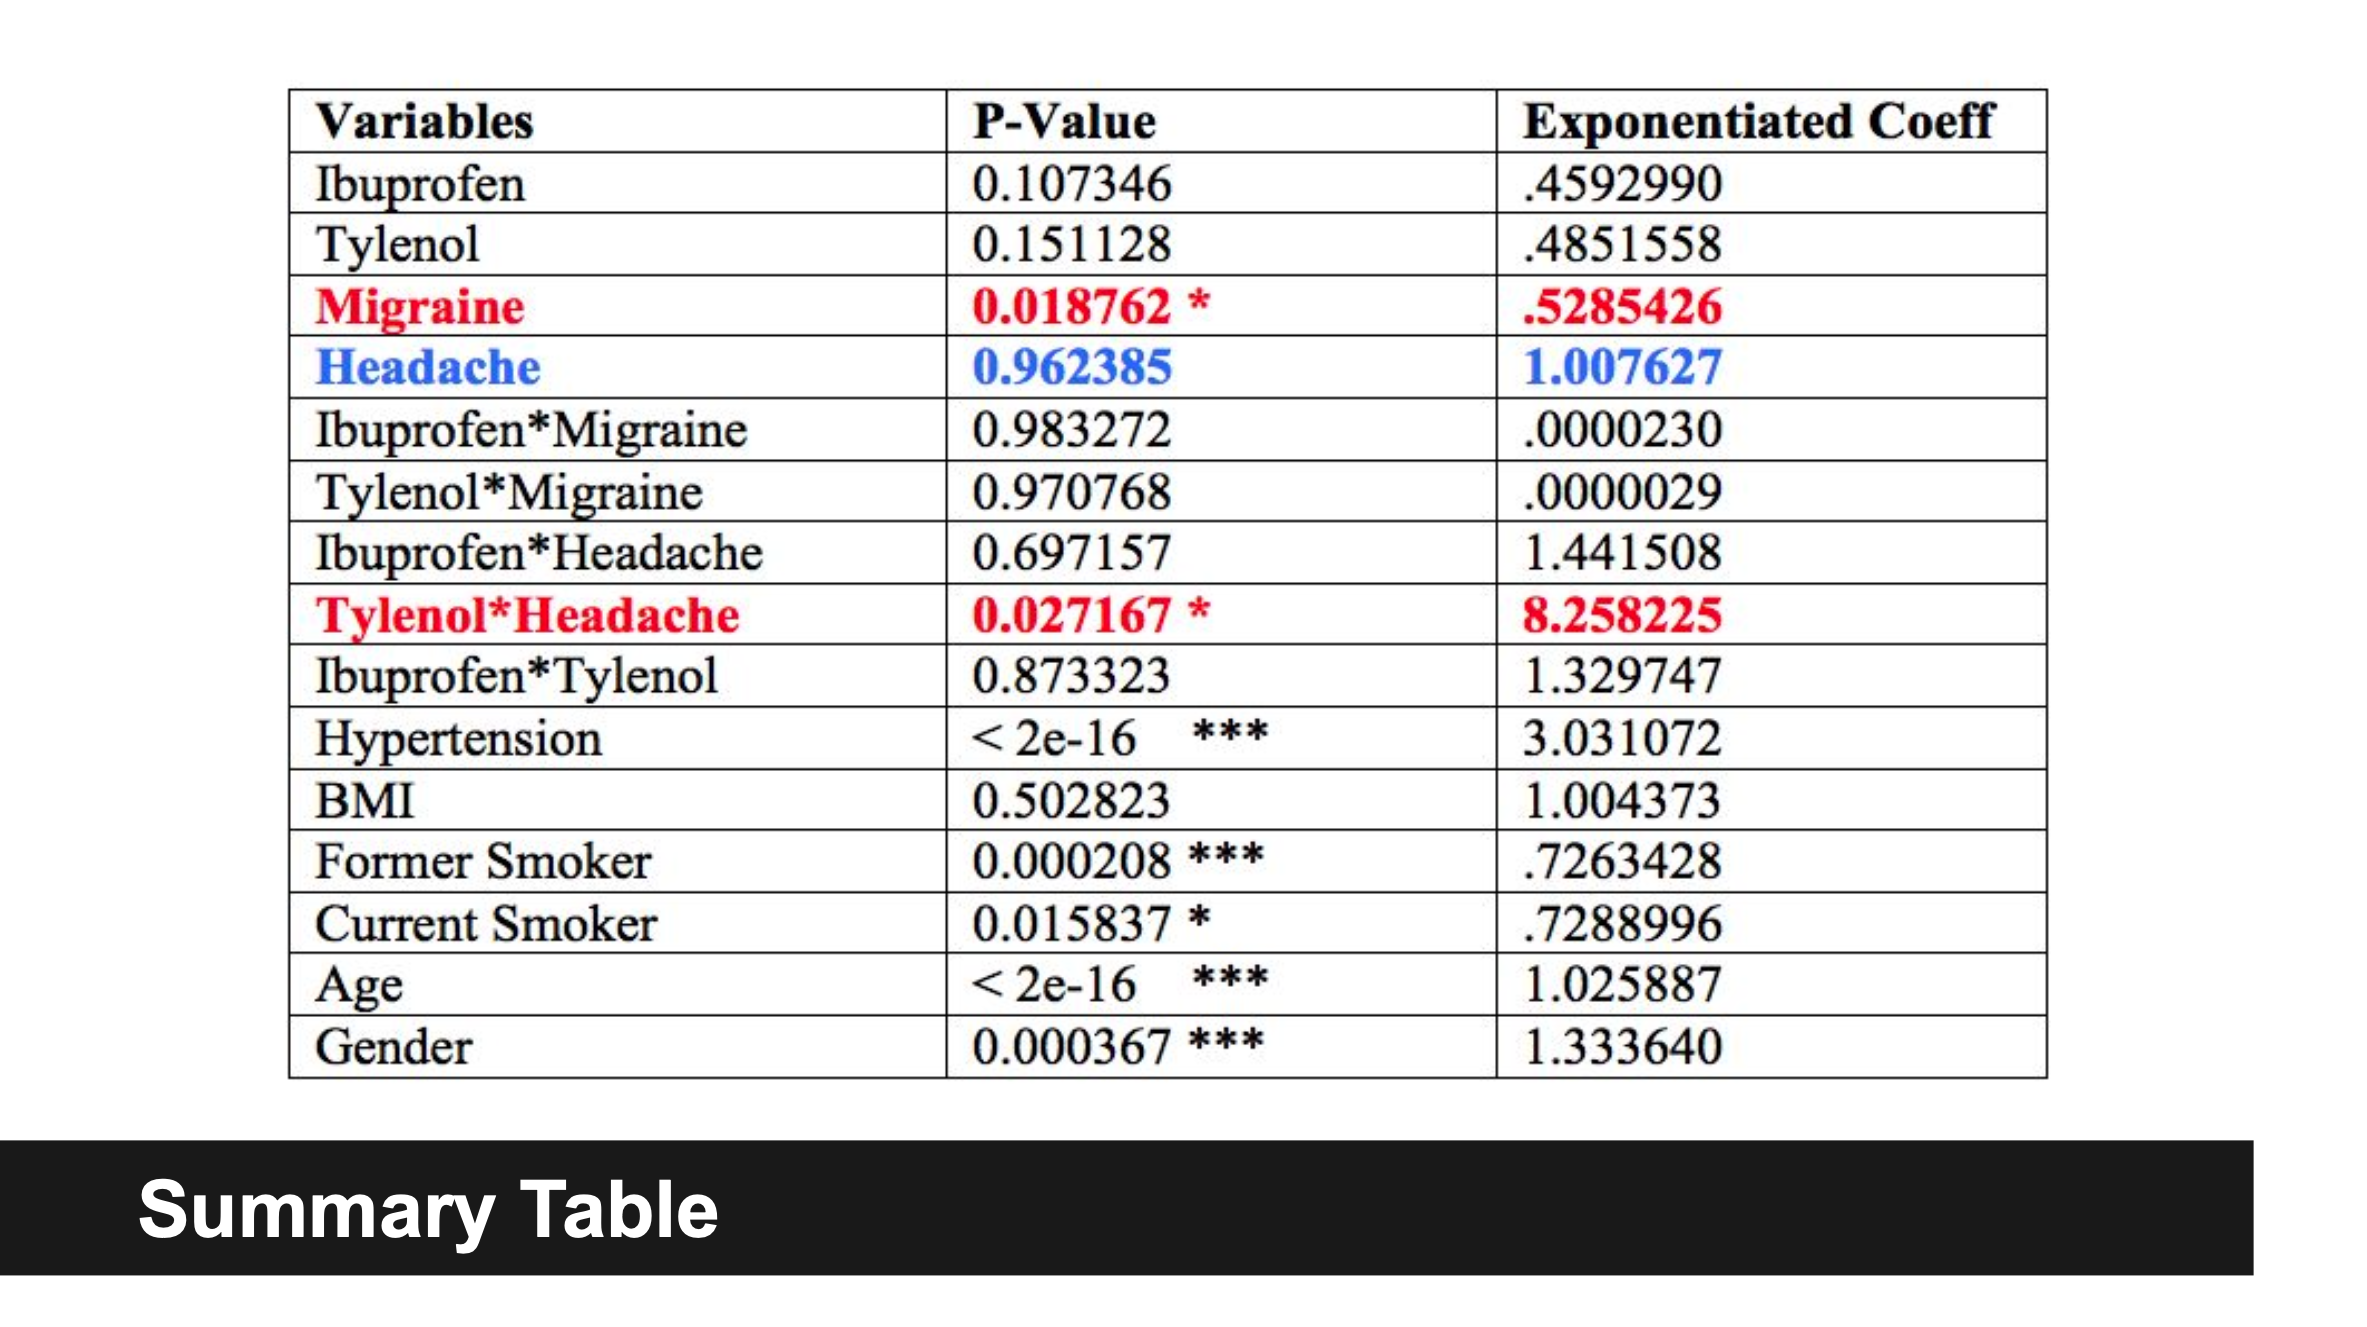 Variables P-Value Exponentiated Coeff
Ibuprofen 0.107346 .4592990
Tylenol 0.151128 .4851558
Migraine 0.018762 * .5285426
Headache 0.962385 1.007627
Ibuprofen*Migraine 0.983272 .0000230
Tylenol*Migraine 0.970768 .0000029
Ibuprofen*Headache 0.697157 1.441508
Tylenol*Headache 0.027167 * 8.258225
Ibuprofen*Tylenol 0.873323 1.329747
Hypertension < 2e-16 *** 3.031072
BMI 0.502823 1.004373
Former Smoker 0.000208 *** .7263428
Current Smoker 0.015837 * .7288996
Age < 2e-16 *** 1.025887
Gender 0.000367 *** 1.333640
Summary Table